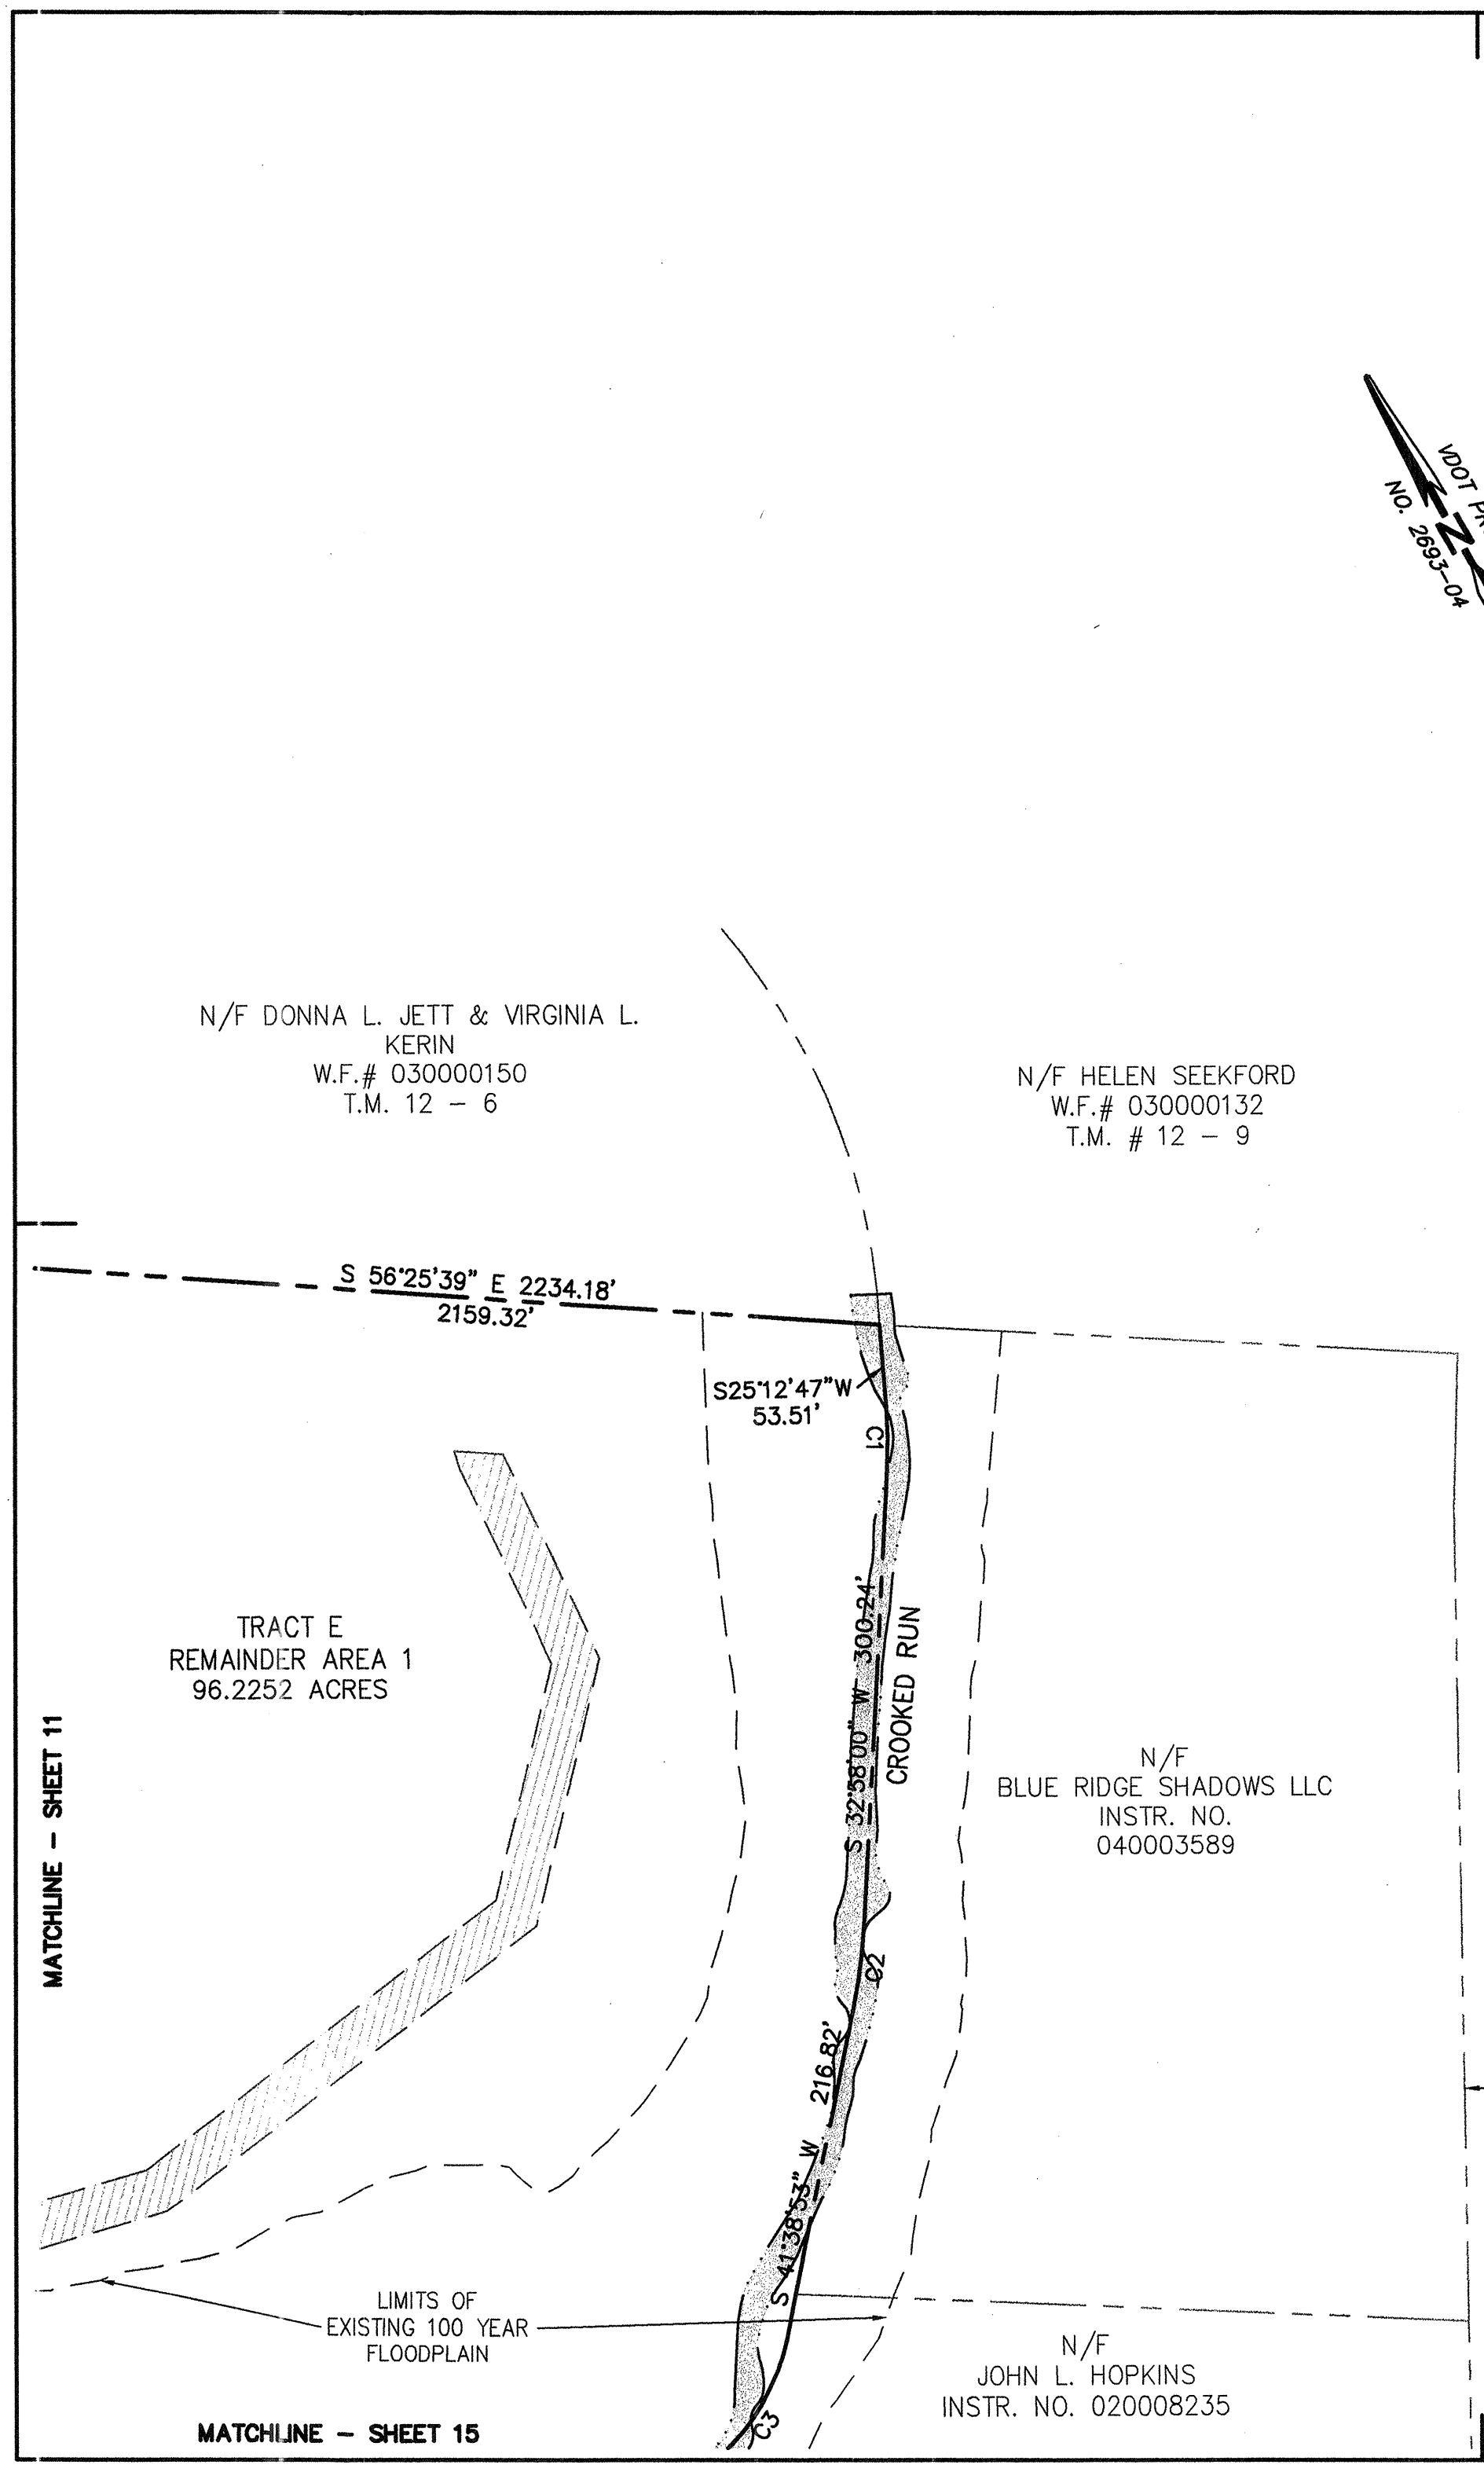 VDOT
NO. 2693-04
N
N/F DONNA L. JETT & VIRGINIA L.
KERIN
W.F.# 030000150
T.M. 12 - 6
N/F HELEN SEEKFORD
W.F.# 030000132
T.M. # 12 - 9
S 56°25'39" E 2234.18'
2159.32'
S25°12'47"W
53.51'
C1
S 32°58'00" W 300.24'
CROOKED RUN
TRACT E
REMAINDER AREA 1
96.2252 ACRES
MATCHLINE - SHEET 11
N/F
BLUE RIDGE SHADOWS LLC
INSTR. NO.
040003589
C2
S 41°38'53" W 216.82'
LIMITS OF
EXISTING 100 YEAR
FLOODPLAIN
N/F
JOHN L. HOPKINS
INSTR. NO. 020008235
C3
MATCHLINE - SHEET 15